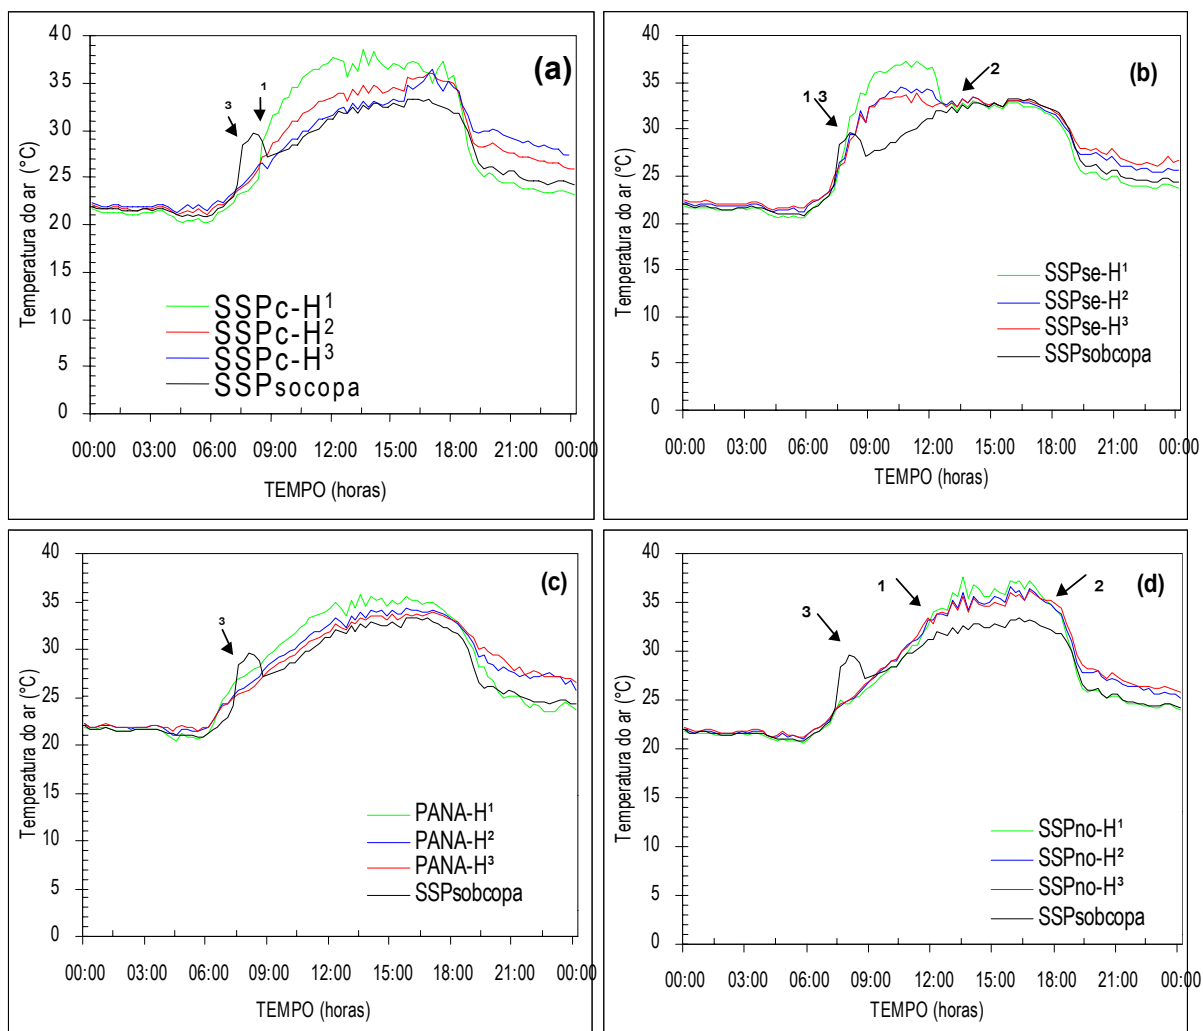 40
35
30
25
20
15
10
5
0
Temperatura do ar (°C)
(a)
3
1
SSPc-H¹
SSPc-H²
SSPc-H³
SSPsocopa
00:00 03:00 06:00 09:00 12:00 15:00 18:00 21:00 00:00
TEMPO (horas)
40
35
30
25
20
15
10
5
0
Temperatura do ar (°C)
(b)
1 3
2
SSPse-H¹
SSPse-H²
SSPse-H³
SSPsobcopa
00:00 03:00 06:00 09:00 12:00 15:00 18:00 21:00 00:00
TEMPO (horas)
40
35
30
25
20
15
10
5
0
Temperatura do ar (°C)
(c)
3
PANA-H¹
PANA-H²
PANA-H³
SSPsobcopa
00:00 03:00 06:00 09:00 12:00 15:00 18:00 21:00 00:00
TEMPO (horas)
40
35
30
25
20
15
10
5
0
Temperatura do ar (°C)
(d)
1
2
3
SSPno-H¹
SSPno-H²
SSPno-H³
SSPsobcopa
00:00 03:00 06:00 09:00 12:00 15:00 18:00 21:00 00:00
TEMPO (horas)